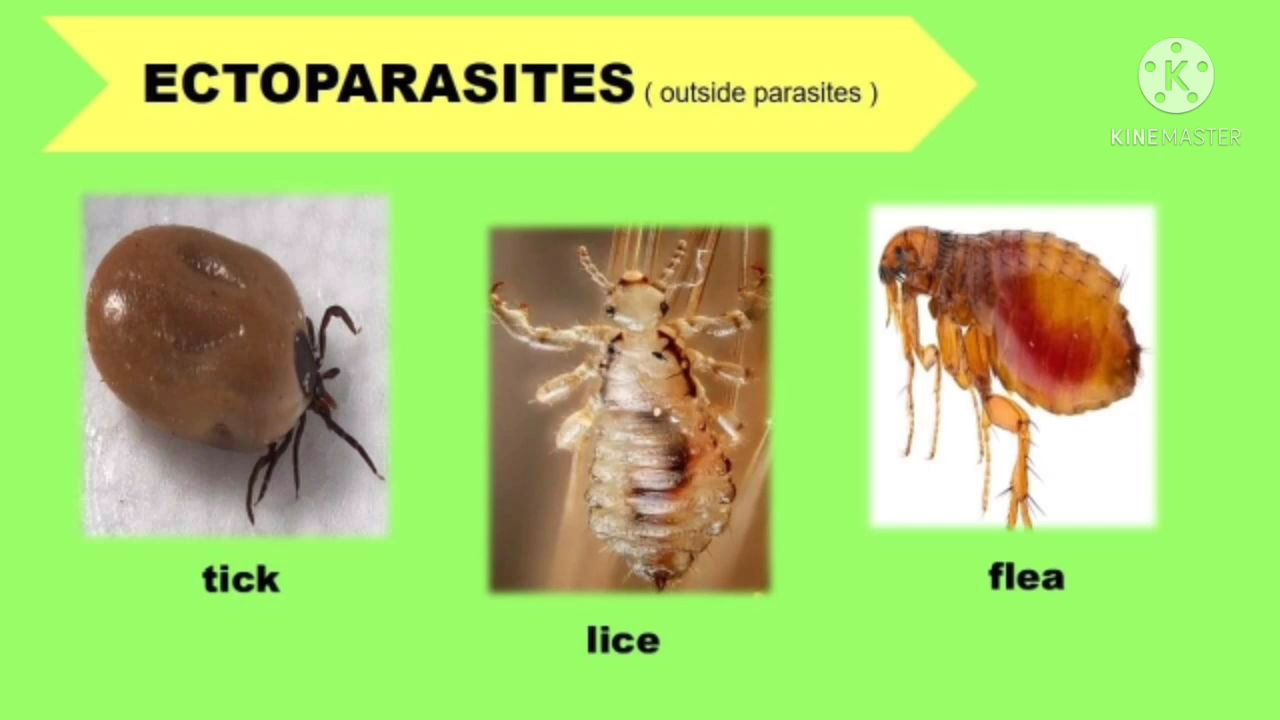 ECTOPARASITES ( outside parasites )
K
KINEMASTER
tick
lice
flea